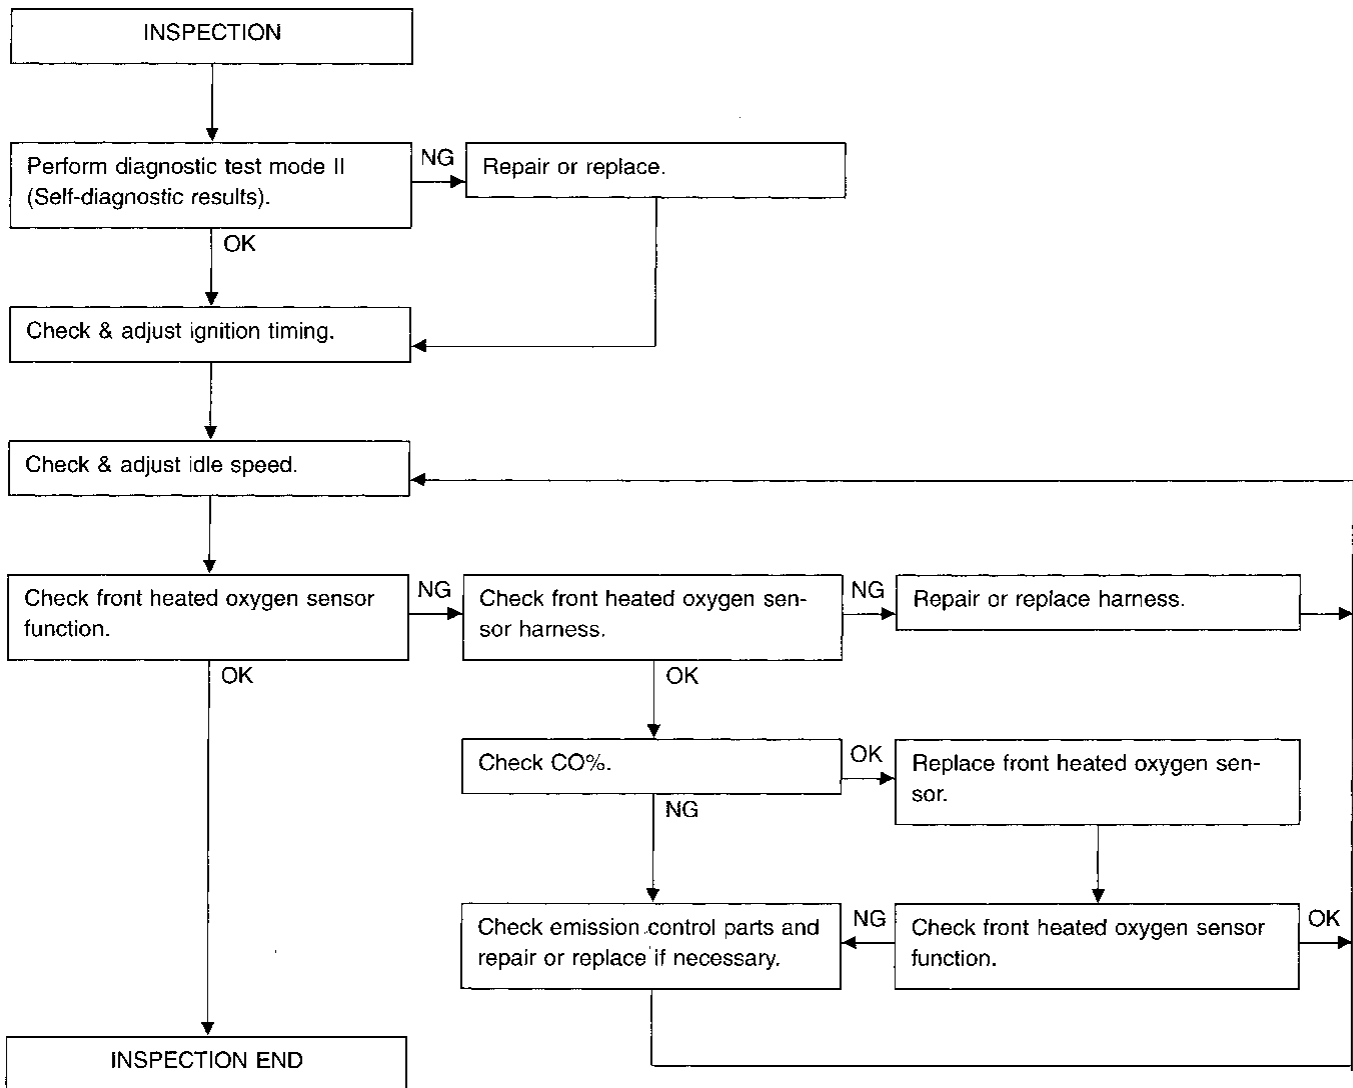 INSPECTION
Perform diagnostic test mode II
(Self-diagnostic results).
NG
Repair or replace.
OK
Check & adjust ignition timing.
Check & adjust idle speed.
Check front heated oxygen sensor
function.
NG
Check front heated oxygen sen-
sor harness.
NG
Repair or replace harness.
OK
OK
Check CO%.
OK
Replace front heated oxygen sen-
sor.
NG
Check emission control parts and
repair or replace if necessary.
NG
Check front heated oxygen sensor
function.
OK
INSPECTION END